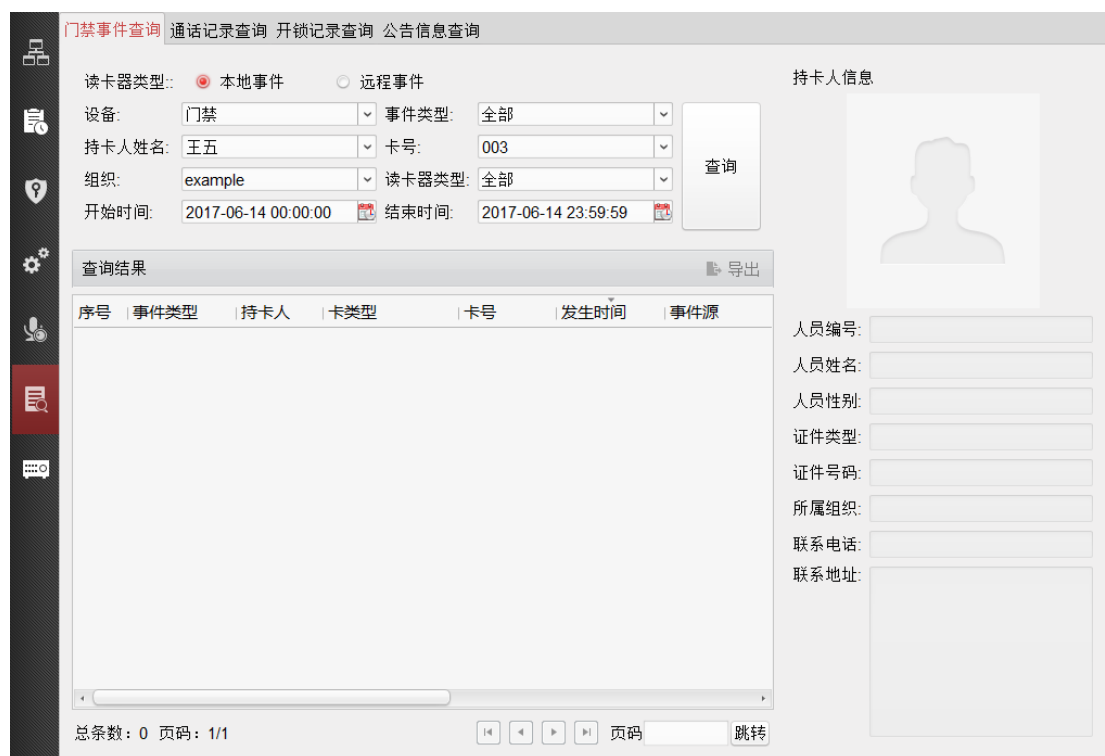 门禁事件查询 通话记录查询 开锁记录查询 公告信息查询
读卡器类型:: 本地事件 远程事件
设备: 门禁 事件类型: 全部
持卡人姓名: 王五 卡号: 003
组织: example 读卡器类型: 全部
开始时间: 2017-06-14 00:00:00 结束时间: 2017-06-14 23:59:59
查询
查询结果 导出
序号 事件类型 持卡人 卡类型 卡号 发生时间 事件源
总条数: 0 页码: 1/1 页码 跳转
持卡人信息
人员编号:
人员姓名:
人员性别:
证件类型:
证件号码:
所属组织:
联系电话:
联系地址: